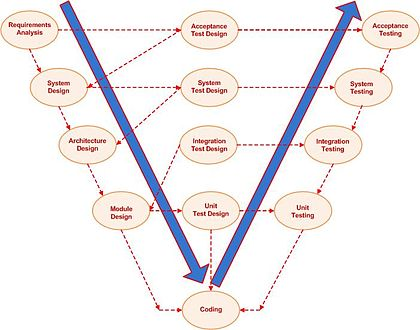 Requirements
Analysis
Acceptance
Test Design
Acceptance
Testing
System
Design
System
Test Design
System
Testing
Architecture
Design
Integration
Test Design
Integration
Testing
Module
Design
Unit
Test Design
Unit
Testing
Coding